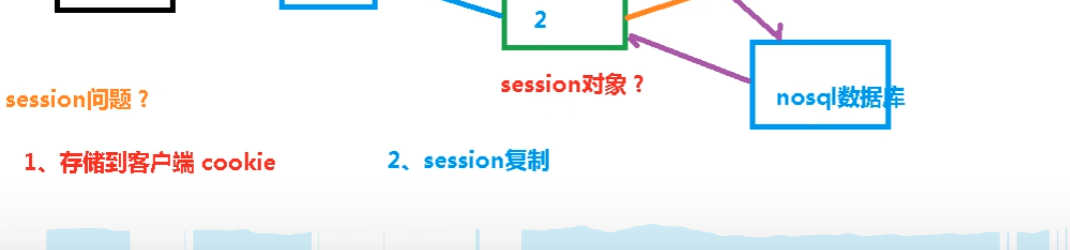 2
session对象？
session问题？
nosql数据库
1、存储到客户端 cookie
2、session复制